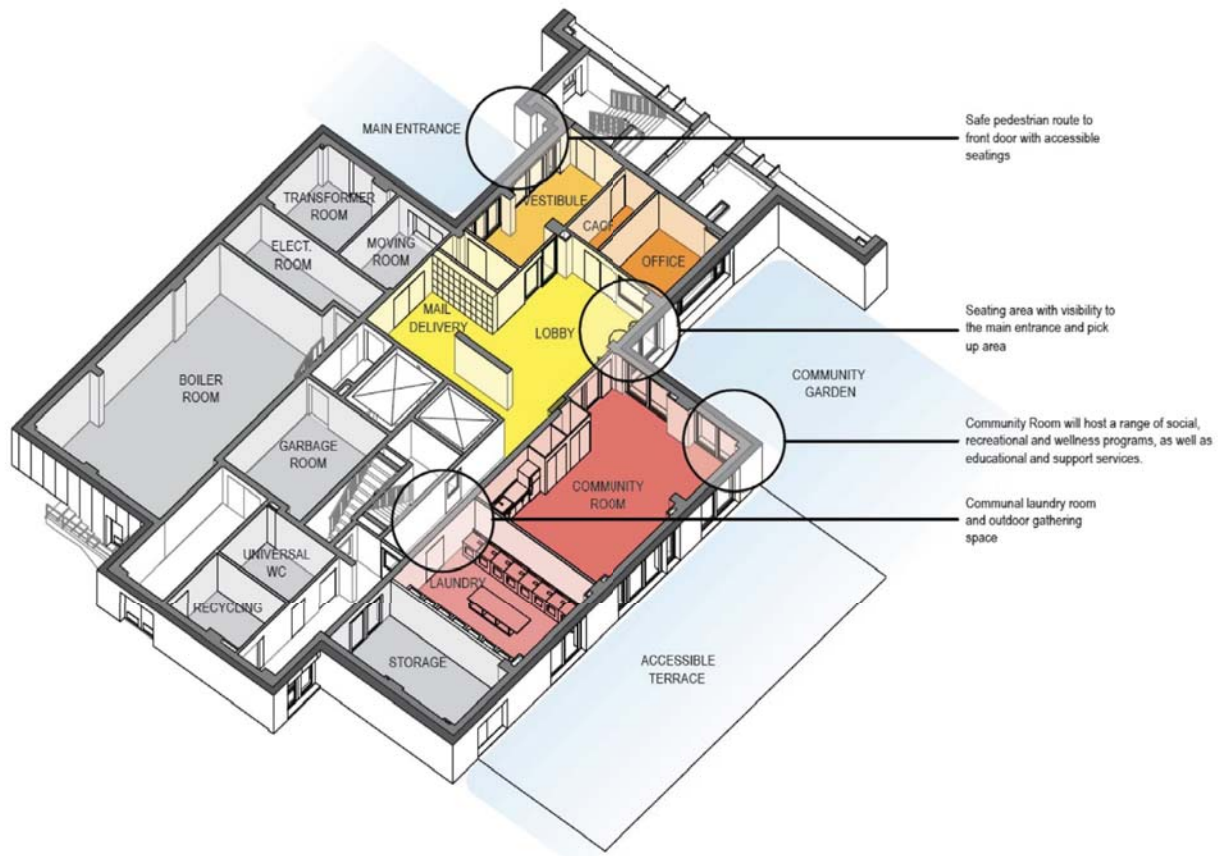 MAIN ENTRANCE
Safe pedestrian route to
front door with accessible
seatings
TRANSFORMER
ROOM
VESTIBULE
CACF
ELECT.
ROOM
MOVING
ROOM
OFFICE
MAIL
DELIVERY
LOBBY
Seating area with visibility to
the main entrance and pick
up area
BOILER
ROOM
COMMUNITY
GARDEN
GARBAGE
ROOM
Community Room will host a range of social,
recreational and wellness programs, as well as
educational and support services.
COMMUNITY
ROOM
Communal laundry room
and outdoor gathering
space
UNIVERSAL
WC
LAUNDRY
RECYCLING
STORAGE
ACCESSIBLE
TERRACE